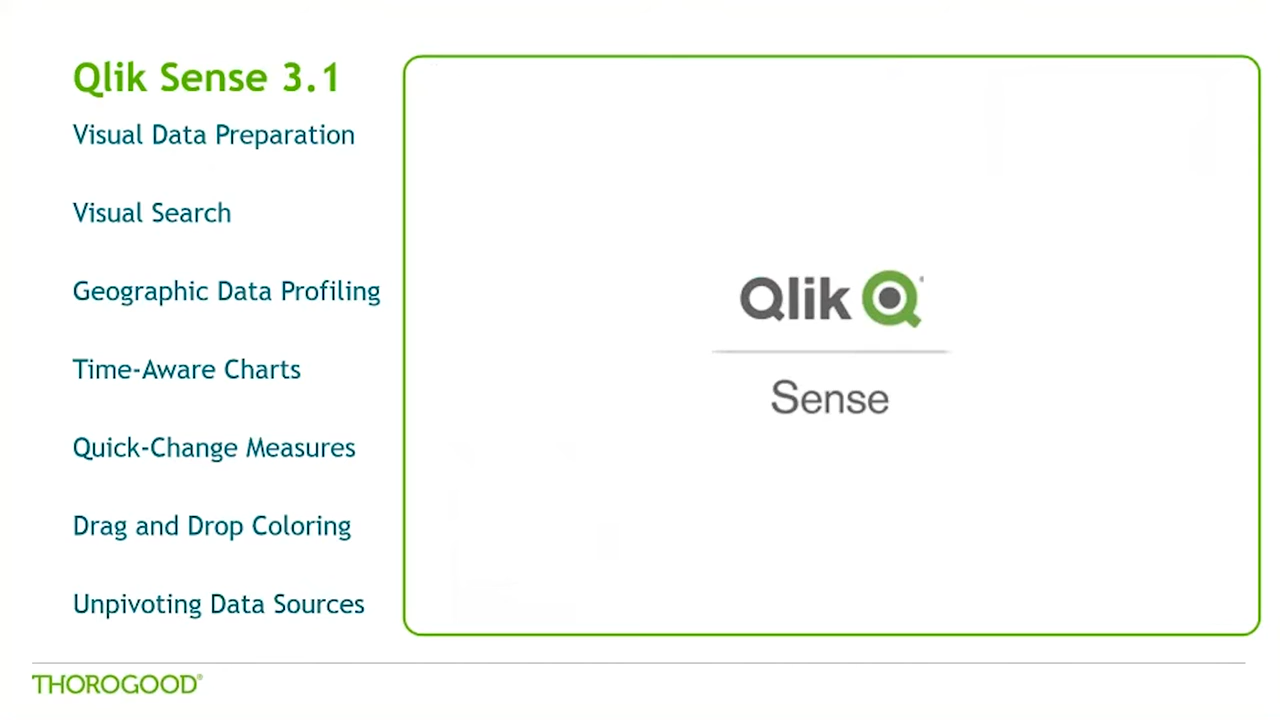 Qlik Sense 3.1
Visual Data Preparation
Visual Search
Geographic Data Profiling
Time-Aware Charts
Quick-Change Measures
Drag and Drop Coloring
Unpivoting Data Sources
Qlik
Sense
THOROGOOD®